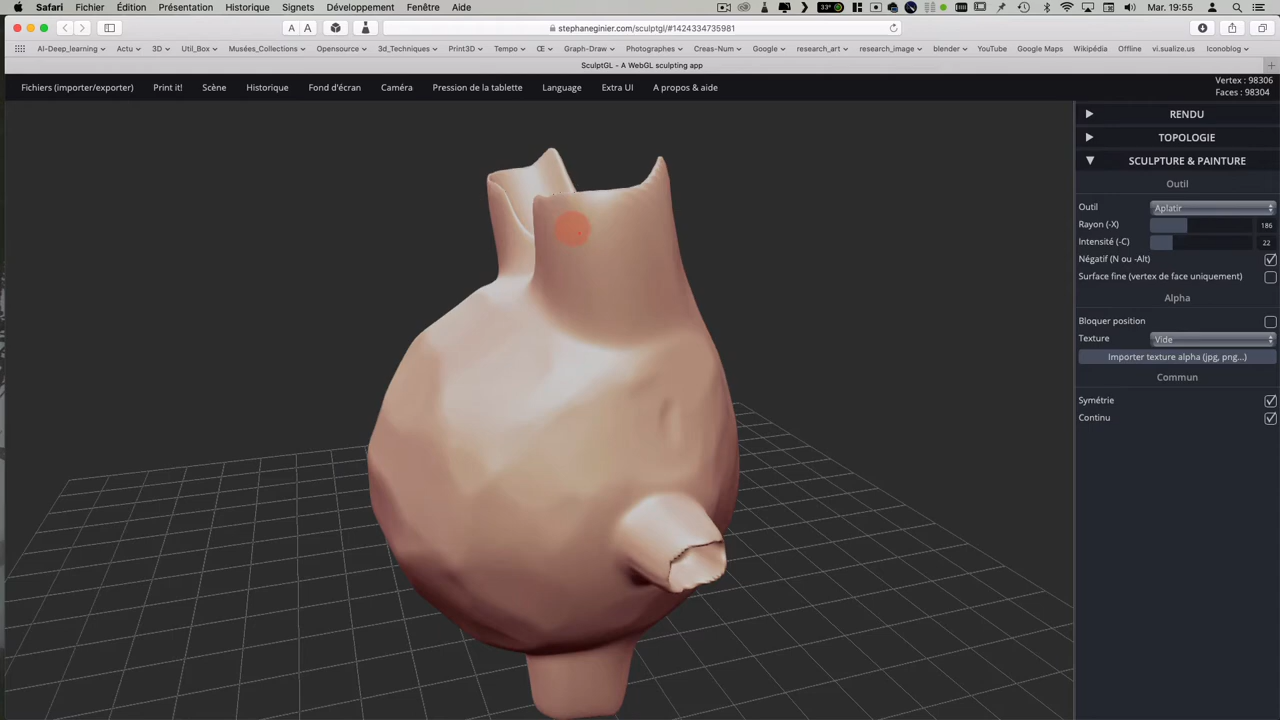 Safari Fichier Édition Présentation Historique Signets Développement Fenêtre Aide 33° Mar. 19:55
A A stephaneginier.com/sculptgl/#1424334735981
AI-Deep_learning Actu 3D Util_Box Musées_Collections Opensource 3d_Techniques Print3D Tempo Œ Graph-Draw Photographes Creas-Num Google research_art research_image blender YouTube Google Maps Wikipédia Offline vi.sualize.us Iconoblog
SculptGL - A WebGL sculpting app
Fichiers (importer/exporter) Print it! Scène Historique Fond d'écran Caméra Pression de la tablette Language Extra UI A propos & aide
Vertex : 98306
Faces : 98304
RENDU
TOPOLOGIE
SCULPTURE & PAINTURE
Outil
Outil Aplatir
Rayon (-X) 186
Intensité (-C) 22
Négatif (N ou -Alt)
Surface fine (vertex de face uniquement)
Alpha
Bloquer position
Texture Vide
Importer texture alpha (jpg, png...)
Commun
Symétrie
Continu